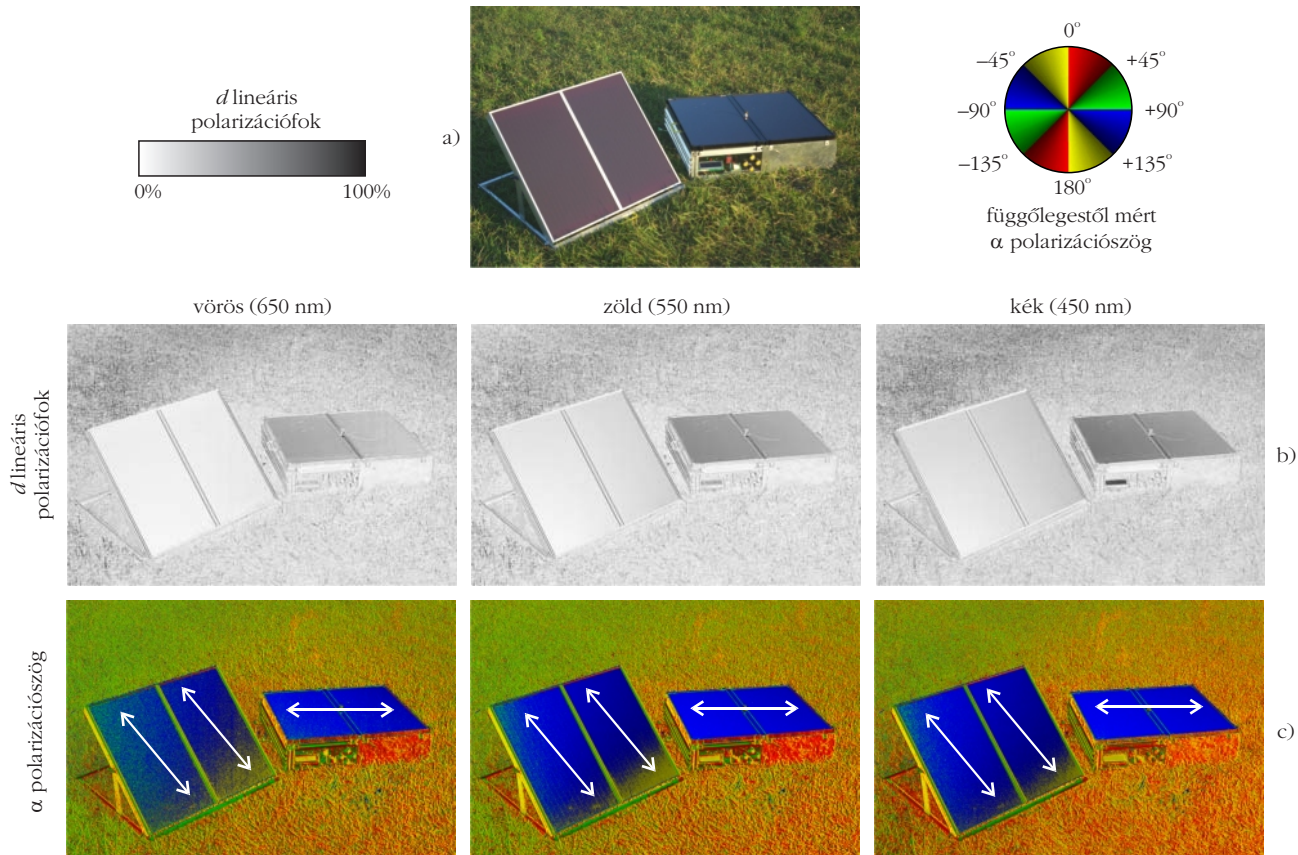 d lineáris
polarizációfok
0% 100%
a)
0°
–45° +45°
–90° +90°
–135° +135°
180°
függőlegestől mért
α polarizációszög
vörös (650 nm) zöld (550 nm) kék (450 nm)
d lineáris
polarizációfok
b)
α polarizációszög
c)